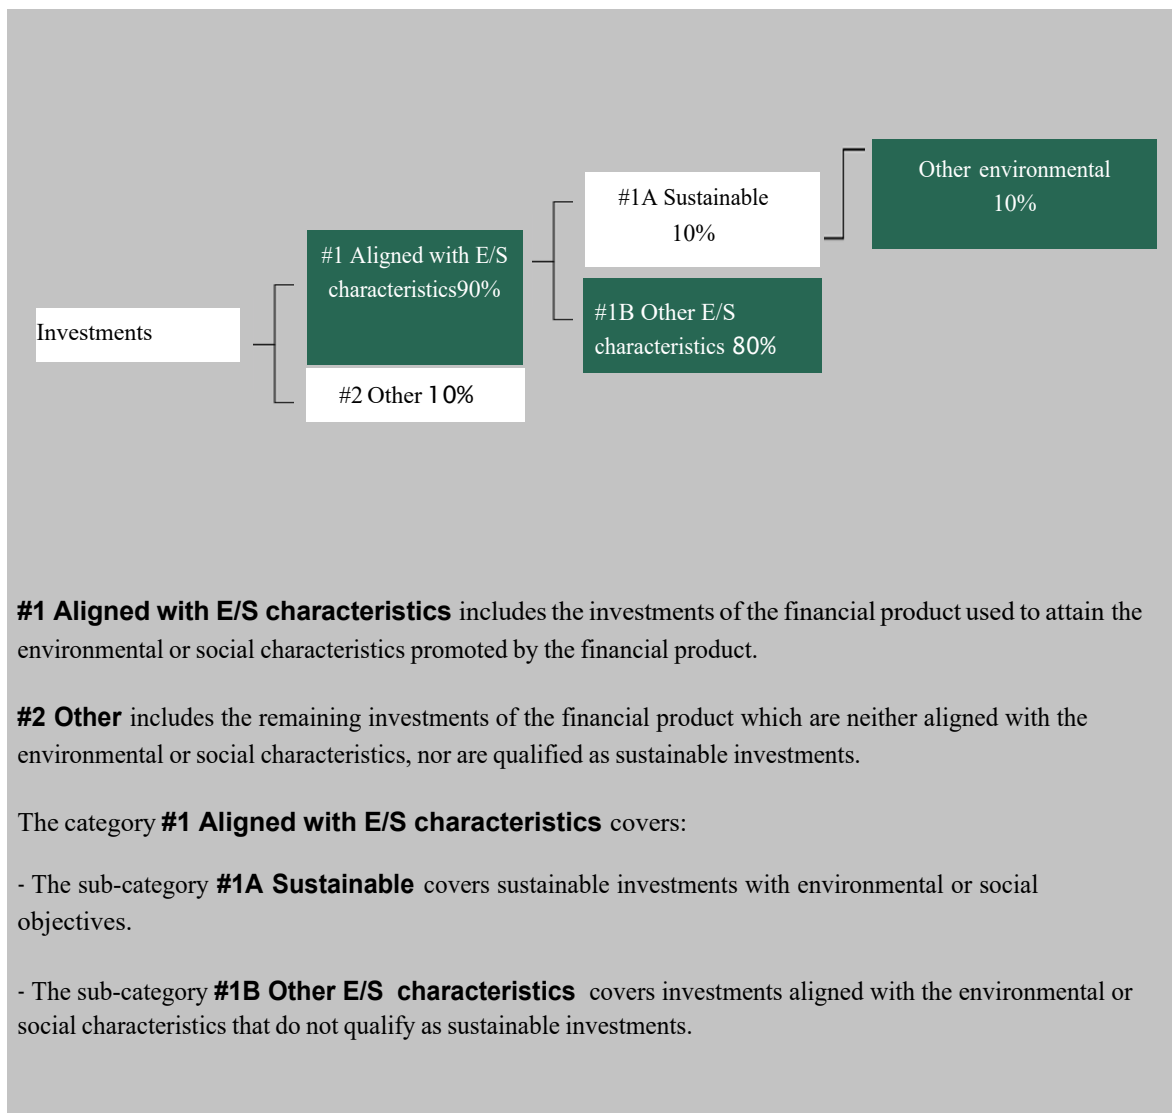 Other environmental
10%
#1A Sustainable
10%
#1 Aligned with E/S
characteristics90%
#1B Other E/S
characteristics 80%
Investments
#2 Other 10%
#1 Aligned with E/S characteristics includes the investments of the financial product used to attain the
environmental or social characteristics promoted by the financial product.
#2 Other includes the remaining investments of the financial product which are neither aligned with the
environmental or social characteristics, nor are qualified as sustainable investments.
The category #1 Aligned with E/S characteristics covers:
- The sub-category #1A Sustainable covers sustainable investments with environmental or social
objectives.
- The sub-category #1B Other E/S characteristics covers investments aligned with the environmental or
social characteristics that do not qualify as sustainable investments.